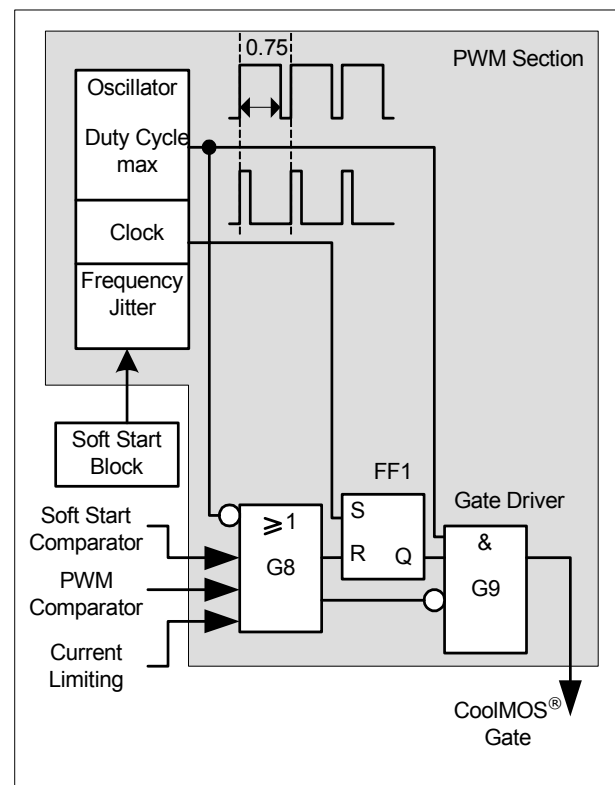 0.75
PWM Section
Oscillator
Duty Cycle
max
Clock
Frequency
Jitter
Soft Start
Block
FF1
Gate Driver
Soft Start
Comparator
PWM
Comparator
Current
Limiting
⩾1
G8
S
R
Q
&
G9
CoolMOS®
Gate